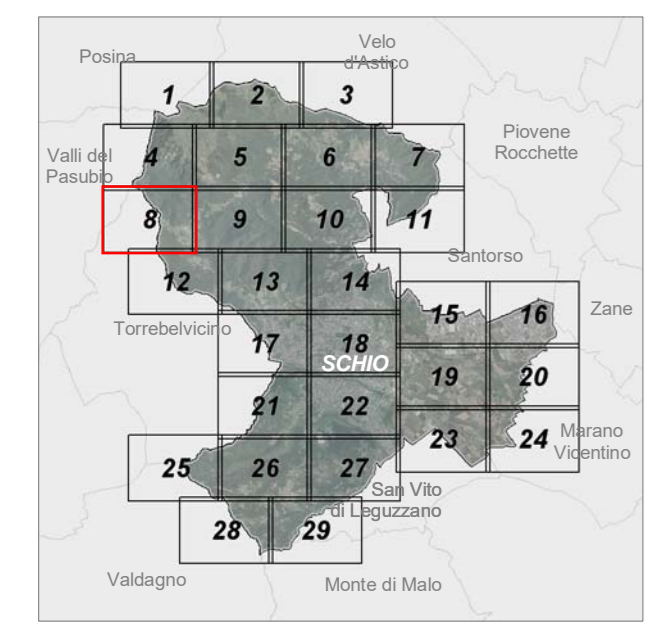 Velo
d'Astico
Posina
1
2
3
Piovene
Rocchette
Valli del
Pasubio
4
5
6
7
8
9
10
11
Santorso
12
13
14
Torrebelvicino
15
16
Zane
17
18
SCHIO
19
20
21
22
23
24
Marano
Vicentino
25
26
27
San Vito
di Leguzzano
28
29
Valdagno
Monte di Malo